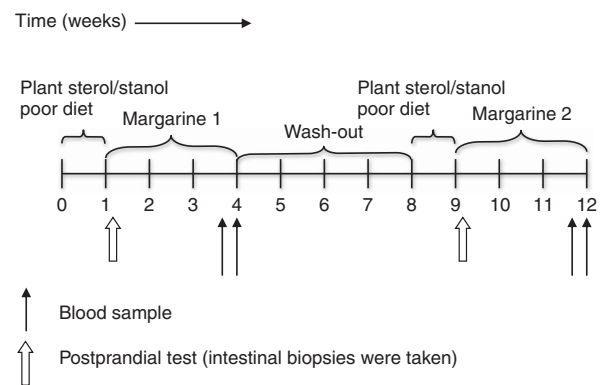 Time (weeks)
Plant sterol/stanol
poor diet
Margarine 1
Wash-out
Plant sterol/stanol
poor diet
Margarine 2
0 1 2 3 4 5 6 7 8 9 10 11 12
Blood sample
Postprandial test (intestinal biopsies were taken)